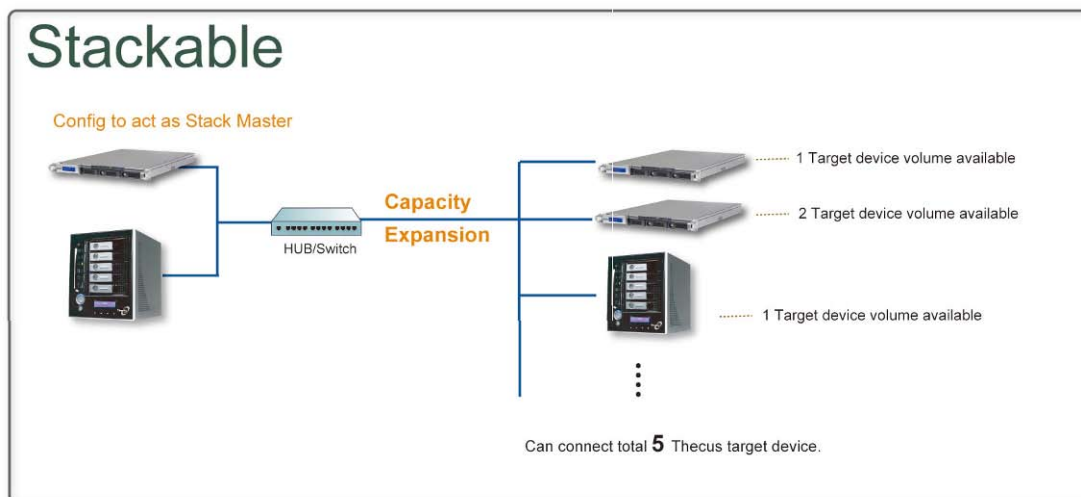 Stackable
Config to act as Stack Master
HUB/Switch
Capacity
Expansion
1 Target device volume available
2 Target device volume available
1 Target device volume available
Can connect total 5 Thecus target device.